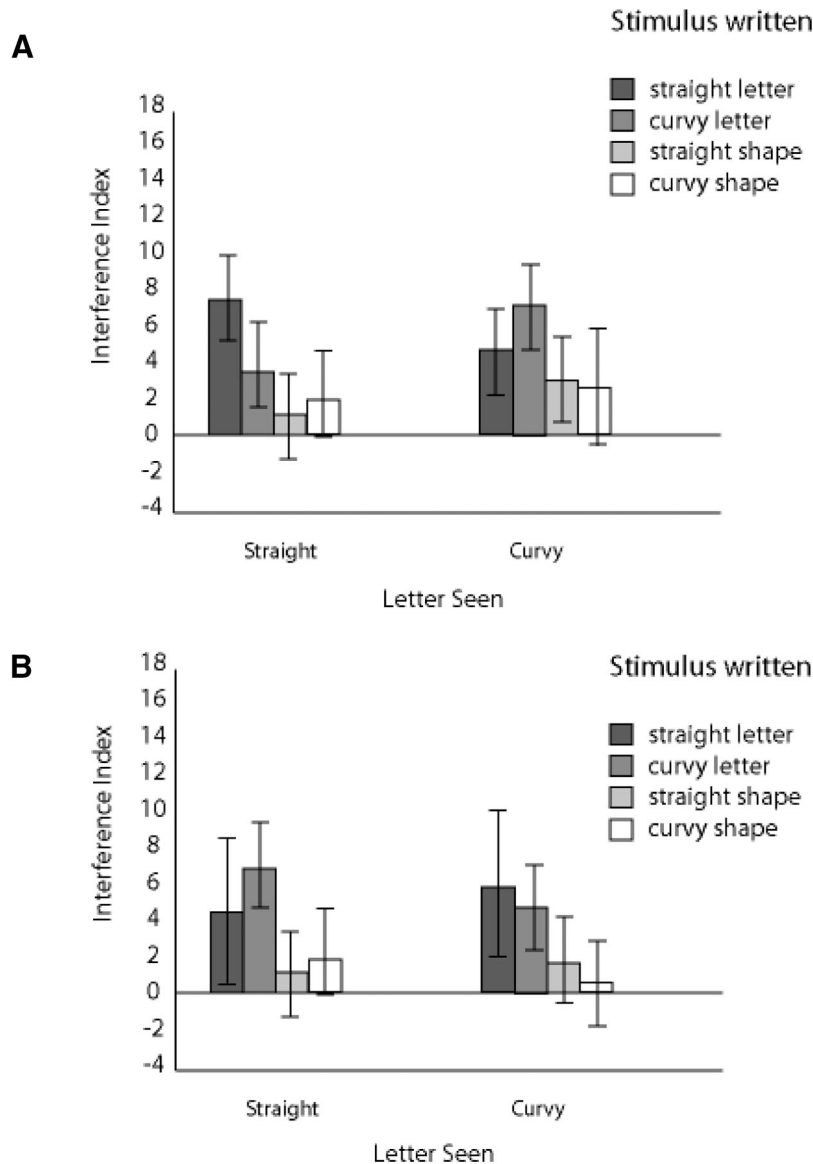 A
Stimulus written
straight letter
curvy letter
straight shape
curvy shape
Interference Index
18
16
14
12
10
8
6
4
2
0
-2
-4
Straight
Curvy
Letter Seen
B
Stimulus written
straight letter
curvy letter
straight shape
curvy shape
Interference Index
18
16
14
12
10
8
6
4
2
0
-2
-4
Straight
Curvy
Letter Seen